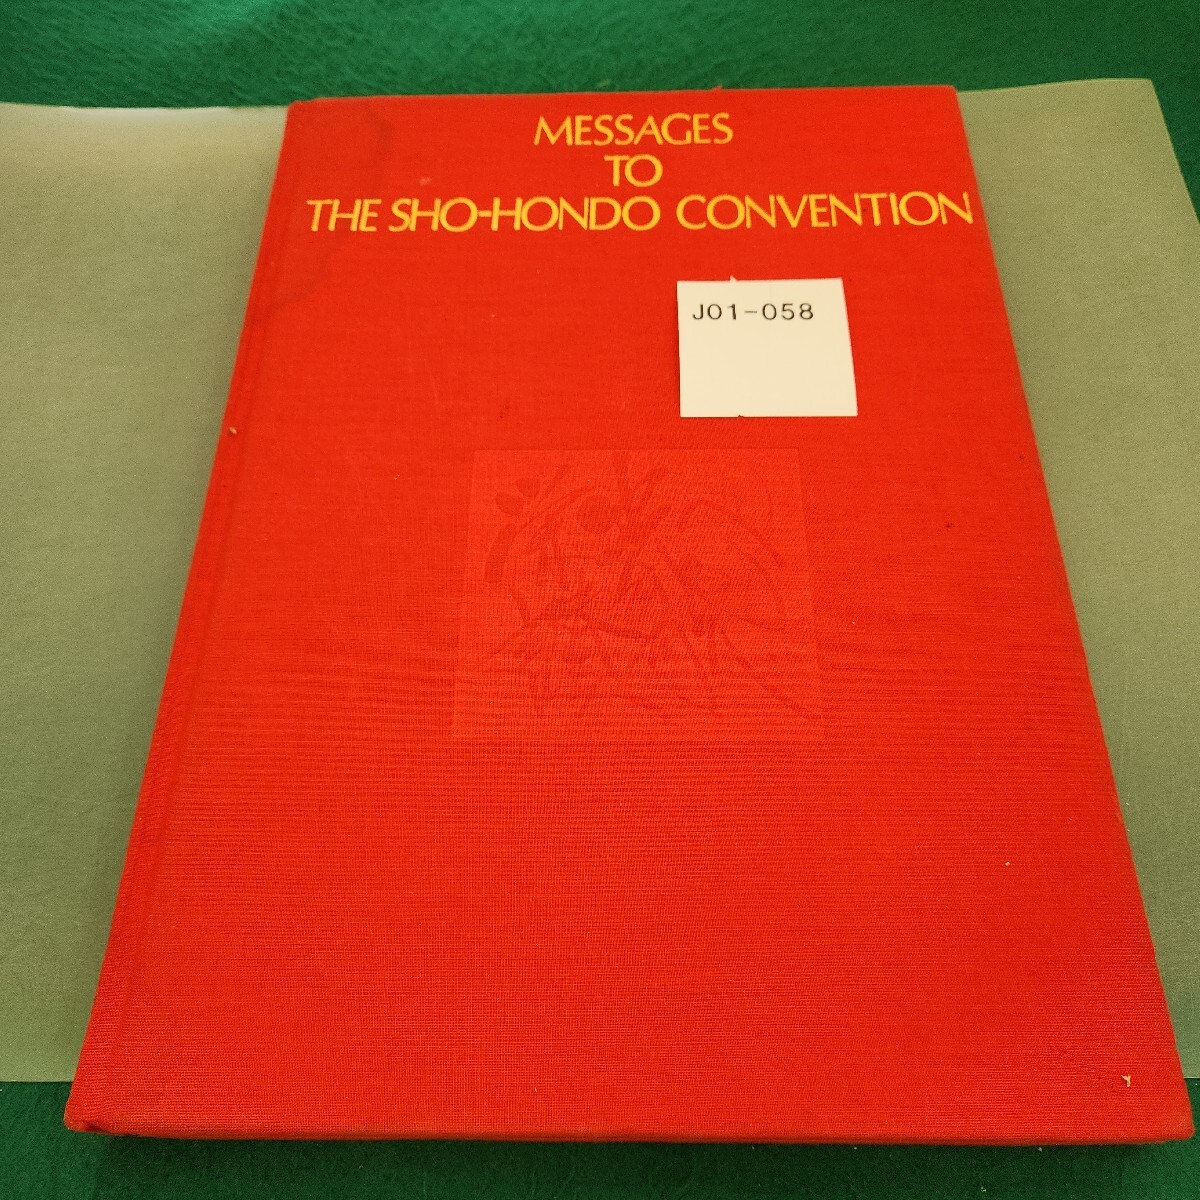 MESSAGES
TO
THE SHO-HONDO CONVENTION
J01-058